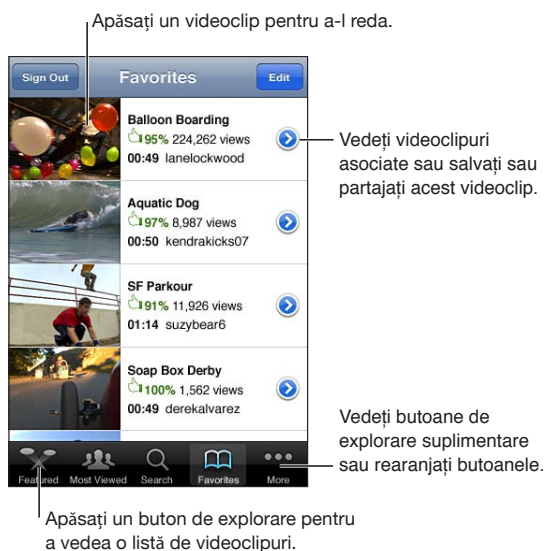 Apăsați un videoclip pentru a-l reda.
Sign Out
Favorites
Edit
Balloon Boarding
95% 224,262 views
00:49 lanelockwood
Vedeți videoclipuri
asociate sau salvați sau
partajați acest videoclip.
Aquatic Dog
97% 8,987 views
00:50 kendrakicks07
SF Parkour
91% 11,926 views
01:14 suzybear6
Soap Box Derby
100% 1,562 views
00:49 derekalvarez
Vedeți butoane de
explorare suplimentare
sau rearanjați butoanele.
Featured
Most Viewed
Search
Favorites
More
Apăsați un buton de explorare pentru
a vedea o listă de videoclipuri.